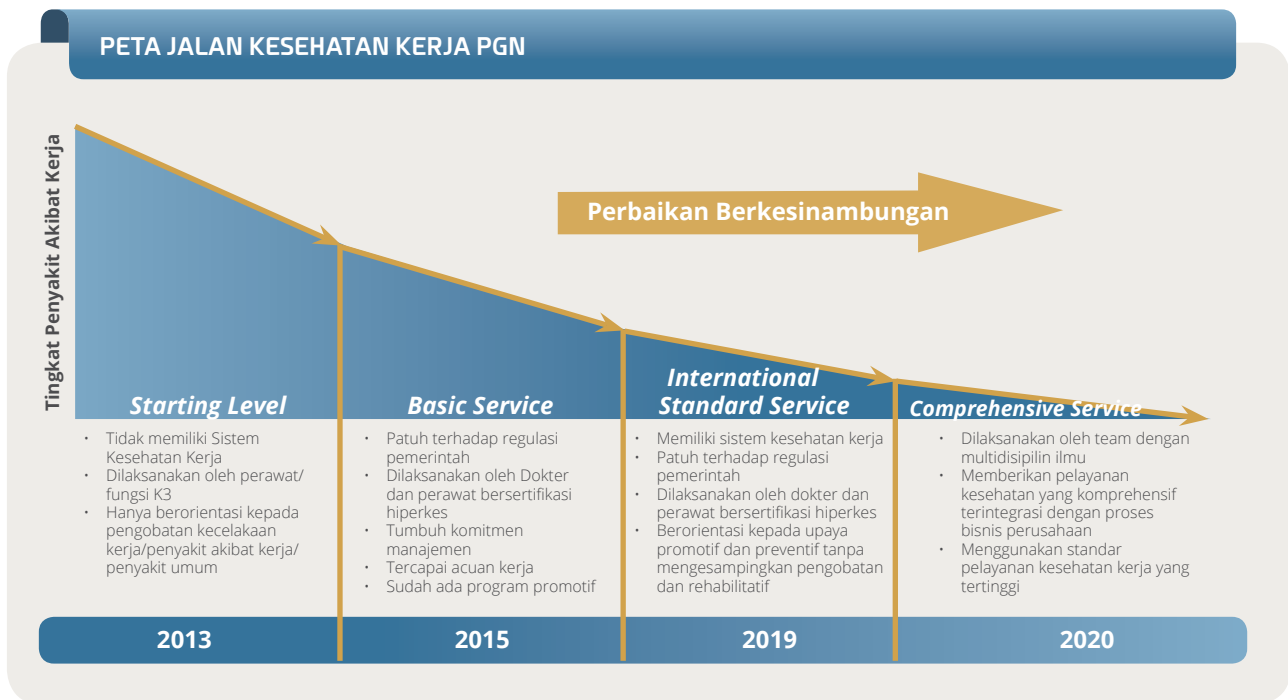 PETA JALAN KESEHATAN KERJA PGN
Tingkat Penyakit Akibat Kerja
Perbaikan Berkesinambungan
Starting Level
• Tidak memiliki Sistem
Kesehatan Kerja
• Dilaksanakan oleh perawat/
fungsi K3
• Hanya berorientasi kepada
pengobatan kecelakaan
kerja/penyakit akibat kerja/
penyakit umum
2013
Basic Service
• Patuh terhadap regulasi
pemerintah
• Dilaksanakan oleh Dokter
dan perawat bersertifikasi
hiperkes
• Tumbuh komitmen
manajemen
• Tercapai acuan kerja
• Sudah ada program promotif
2015
International
Standard Service
• Memiliki sistem kesehatan kerja
• Patuh terhadap regulasi
pemerintah
• Dilaksanakan oleh dokter dan
perawat bersertifikasi hiperkes
• Berorientasi kepada upaya
promotif dan preventif tanpa
mengesampingkan pengobatan
dan rehabilitatif
2019
Comprehensive Service
• Dilaksanakan oleh team dengan
multidisipilin ilmu
• Memberikan pelayanan
kesehatan yang komprehensif
terintegrasi dengan proses
bisnis perusahaan
• Menggunakan standar
pelayanan kesehatan kerja yang
tertinggi
2020